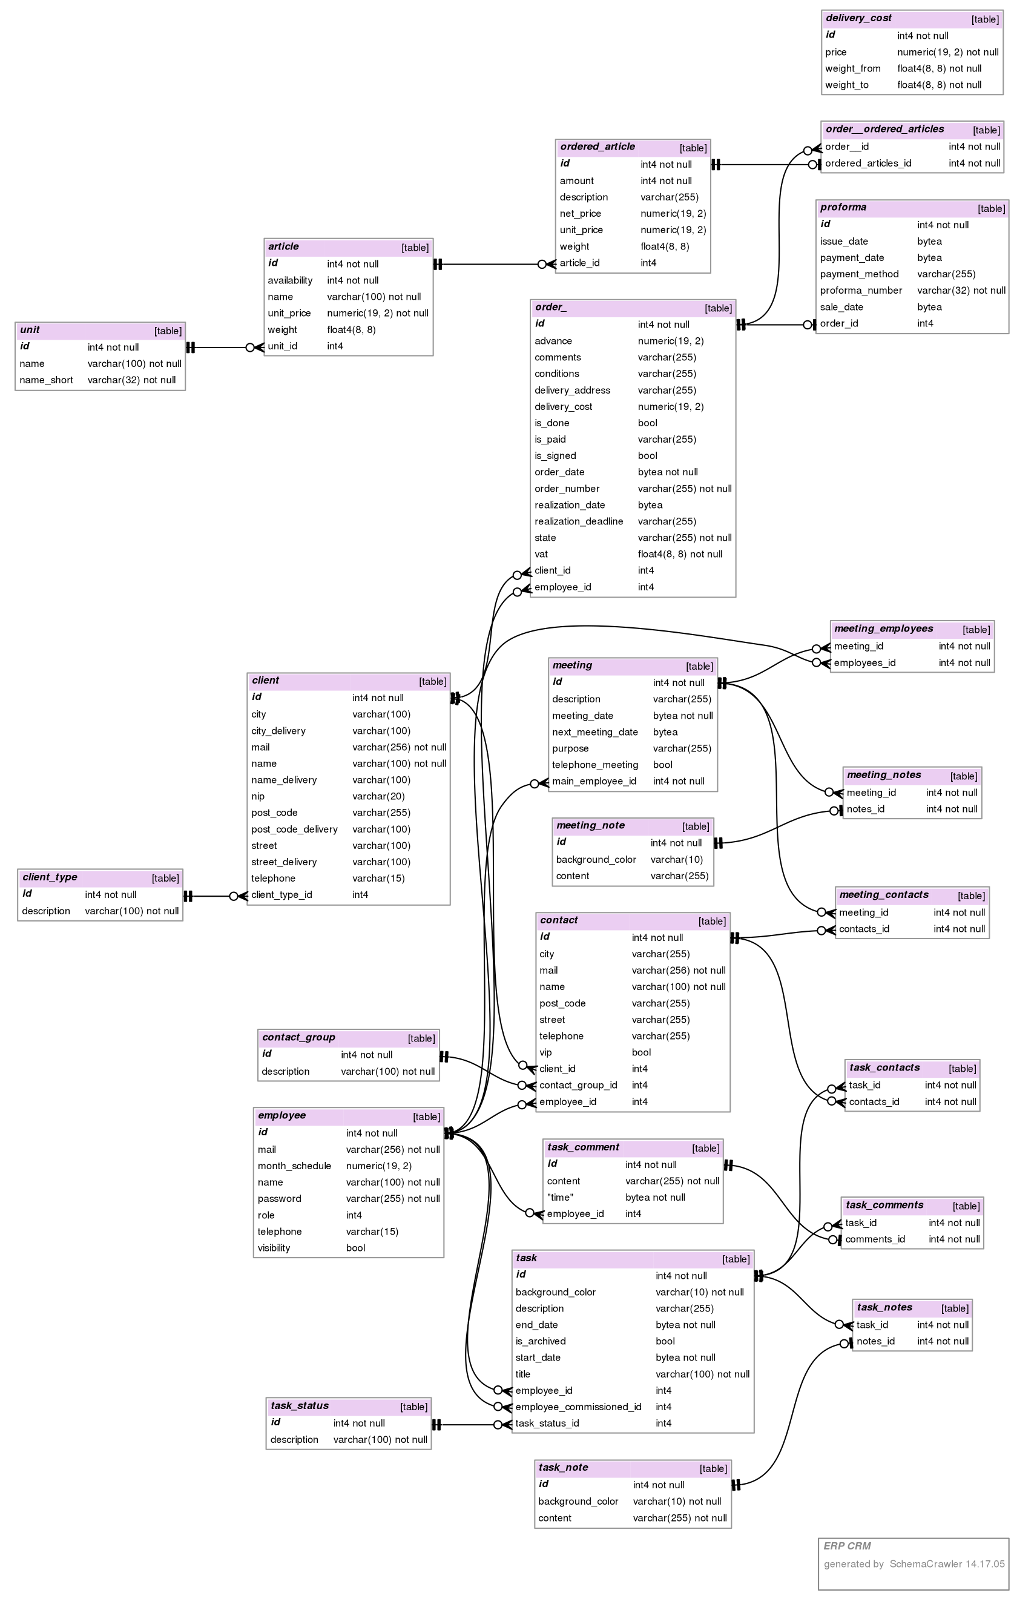 delivery_cost [table]
id int4 not null
price numeric(19, 2) not null
weight_from float4(8, 8) not null
weight_to float4(8, 8) not null
order__ordered_articles [table]
order__id int4 not null
ordered_articles_id int4 not null
ordered_article [table]
id int4 not null
amount int4 not null
description varchar(255)
net_price numeric(19, 2)
unit_price numeric(19, 2)
weight float4(8, 8)
article_id int4
proforma [table]
id int4 not null
issue_date bytea
payment_date bytea
payment_method varchar(255)
proforma_number varchar(32) not null
sale_date bytea
order_id int4
article [table]
id int4 not null
availability int4 not null
name varchar(100) not null
unit_price numeric(19, 2) not null
weight float4(8, 8)
unit_id int4
unit [table]
id int4 not null
name varchar(100) not null
name_short varchar(32) not null
order_ [table]
id int4 not null
advance numeric(19, 2)
comments varchar(255)
conditions varchar(255)
delivery_address varchar(255)
delivery_cost numeric(19, 2)
is_done bool
is_paid varchar(255)
is_signed bool
order_date bytea not null
order_number varchar(255) not null
realization_date bytea
realization_deadline varchar(255)
state varchar(255) not null
vat float4(8, 8) not null
client_id int4
employee_id int4
meeting_employees [table]
meeting_id int4 not null
employees_id int4 not null
meeting [table]
id int4 not null
description varchar(255)
meeting_date bytea not null
next_meeting_date bytea
purpose varchar(255)
telephone_meeting bool
main_employee_id int4 not null
client [table]
id int4 not null
city varchar(100)
city_delivery varchar(100)
mail varchar(256) not null
name varchar(100) not null
name_delivery varchar(100)
nip varchar(20)
post_code varchar(255)
post_code_delivery varchar(100)
street varchar(100)
street_delivery varchar(100)
telephone varchar(15)
client_type_id int4
meeting_notes [table]
meeting_id int4 not null
notes_id int4 not null
meeting_note [table]
id int4 not null
background_color varchar(10)
content varchar(255)
client_type [table]
id int4 not null
description varchar(100) not null
meeting_contacts [table]
meeting_id int4 not null
contacts_id int4 not null
contact [table]
id int4 not null
city varchar(255)
mail varchar(256) not null
name varchar(100) not null
post_code varchar(255)
street varchar(255)
telephone varchar(255)
vip bool
client_id int4
contact_group_id int4
employee_id int4
contact_group [table]
id int4 not null
description varchar(100) not null
task_contacts [table]
task_id int4 not null
contacts_id int4 not null
employee [table]
id int4 not null
mail varchar(256) not null
month_schedule numeric(19, 2)
name varchar(100) not null
password varchar(255) not null
role int4
telephone varchar(15)
visibility bool
task_comment [table]
id int4 not null
content varchar(255) not null
"time" bytea not null
employee_id int4
task_comments [table]
task_id int4 not null
comments_id int4 not null
task [table]
id int4 not null
background_color varchar(10) not null
description varchar(255)
end_date bytea not null
is_archived bool
start_date bytea not null
title varchar(100) not null
employee_id int4
employee_commissioned_id int4
task_status_id int4
task_notes [table]
task_id int4 not null
notes_id int4 not null
task_status [table]
id int4 not null
description varchar(100) not null
task_note [table]
id int4 not null
background_color varchar(10) not null
content varchar(255) not null
ERP CRM
generated by SchemaCrawler 14.17.05